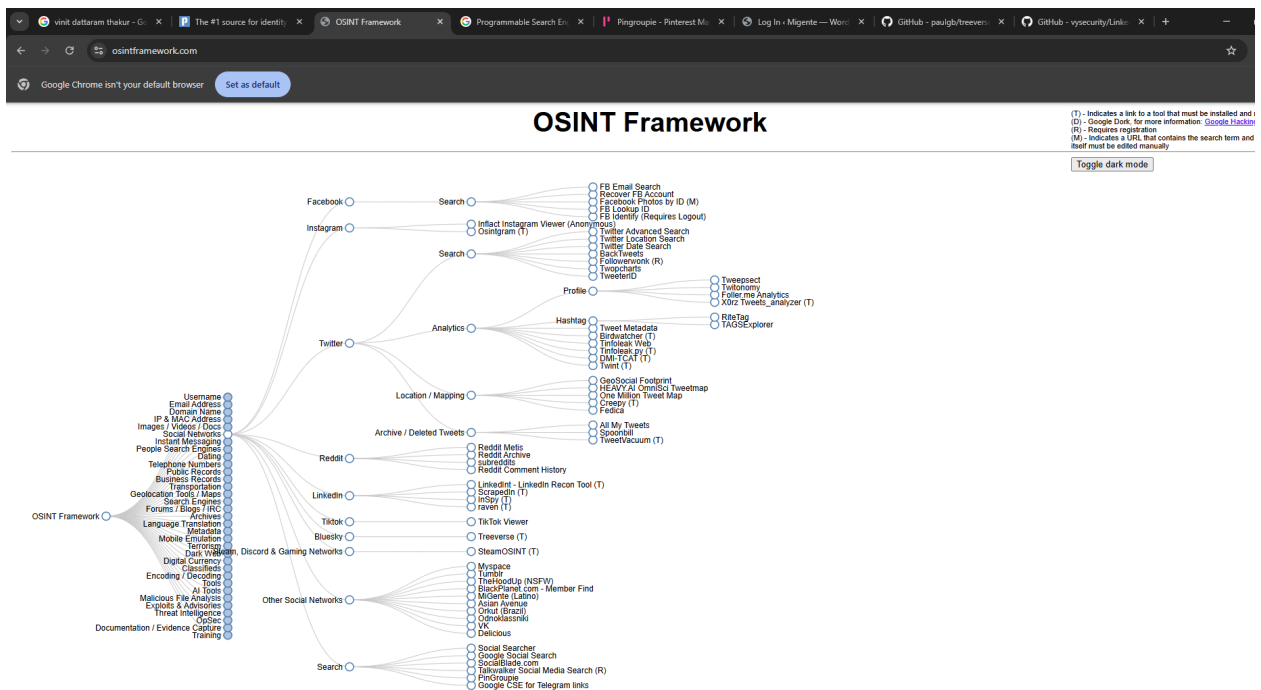 vinit dattaram thakur - Go
The #1 source for identity
OSINT Framework
Programmable Search Eng
Pingroupie - Pinterest Ma
Log In ‹ Migente — Word
GitHub - paulgb/treevers
GitHub - vysecurity/Linke
osintframework.com
Google Chrome isn't your default browser
Set as default
OSINT Framework
(T) - Indicates a link to a tool that must be installed and
(D) - Google Dork, for more information: Google Hacking
(R) - Requires registration
(M) - Indicates a URL that contains the search term and
itself must be edited manually
Toggle dark mode
OSINT Framework
Username
Email Address
Domain Name
IP & MAC Address
Images / Videos / Docs
Social Networks
Instant Messaging
People Search Engines
Dating
Telephone Numbers
Public Records
Business Records
Transportation
Geolocation Tools / Maps
Search Engines
Forums / Blogs / IRC
Archives
Language Translation
Metadata
Mobile Emulation
Terrorism
Dark Web
Digital Currency
Classifieds
Encoding / Decoding
Tools
AI Tools
Malicious File Analysis
Exploits & Advisories
Threat Intelligence
OpSec
Documentation / Evidence Capture
Training
Facebook
Search
FB Email Search
Recover FB Account
Facebook Photos by ID (M)
FB Lookup ID
FB Identify (Requires Logout)
Instagram
Inflact Instagram Viewer (Anonymous)
Osintgram (T)
Twitter
Search
Twitter Advanced Search
Twitter Location Search
Twitter Date Search
BackTweets
Followerwonk (R)
Twopcharts
TweeterID
Analytics
Profile
Tweepsect
Twitonomy
Foller.me Analytics
X0rz Tweets_analyzer (T)
Hashtag
RiteTag
TAGSExplorer
Tweet Metadata
Birdwatcher (T)
Tinfoleak Web
Tinfoleak.py (T)
DMI-TCAT (T)
Twint (T)
Location / Mapping
GeoSocial Footprint
HEAVY.AI OmniSci Tweetmap
One Million Tweet Map
Creepy (T)
Fedica
Archive / Deleted Tweets
All My Tweets
Spoonbill
TweetVacuum (T)
Reddit
Reddit Metis
Reddit Archive
subreddits
Reddit Comment History
LinkedIn
LinkedInt - LinkedIn Recon Tool (T)
ScrapedIn (T)
InSpy (T)
raven (T)
Tiktok
TikTok Viewer
Bluesky
Treeverse (T)
Steam, Discord & Gaming Networks
SteamOSINT (T)
Other Social Networks
Myspace
Tumblr
TheHoodUp (NSFW)
BlackPlanet.com - Member Find
MiGente (Latino)
Asian Avenue
Orkut (Brazil)
Odnoklassniki
VK
Delicious
Search
Social Searcher
Google Social Search
SocialBlade.com
Talkwalker Social Media Search (R)
PinGroupie
Google CSE for Telegram links